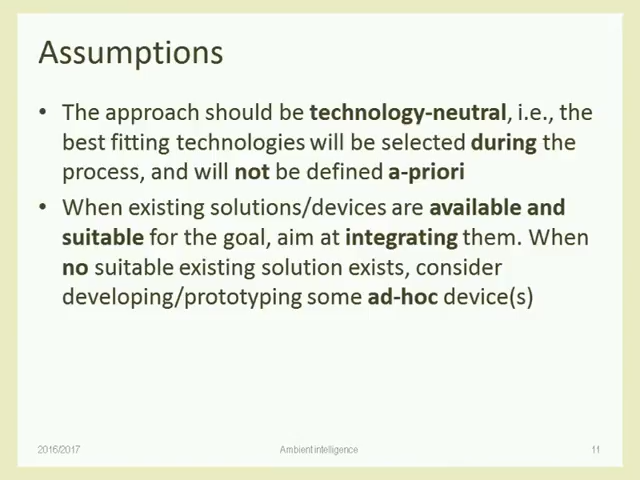 Assumptions
• The approach should be technology-neutral, i.e., the
best fitting technologies will be selected during the
process, and will not be defined a-priori
• When existing solutions/devices are available and
suitable for the goal, aim at integrating them. When
no suitable existing solution exists, consider
developing/prototyping some ad-hoc device(s)
2016/2017 Ambient intelligence 11